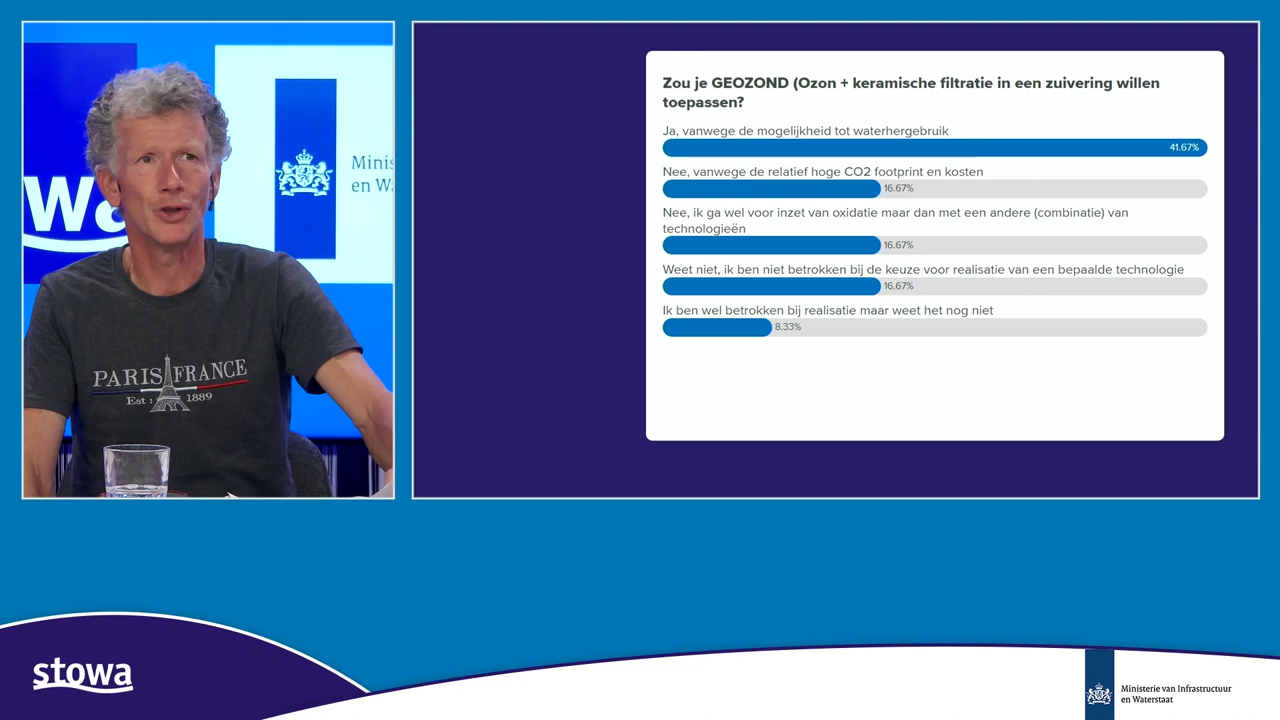 Minis
en Wa
wa
PARIS FRANCE
Est : 1889
Zou je GEOZOND (Ozon + keramische filtratie in een zuivering willen
toepassen?
Ja, vanwege de mogelijkheid tot waterhergebruik
41.67%
Nee, vanwege de relatief hoge CO2 footprint en kosten
16.67%
Nee, ik ga wel voor inzet van oxidatie maar dan met een andere (combinatie) van
technologieën
16.67%
Weet niet, ik ben niet betrokken bij de keuze voor realisatie van een bepaalde technologie
16.67%
Ik ben wel betrokken bij realisatie maar weet het nog niet
8.33%
stowa
Ministerie van Infrastructuur
en Waterstaat